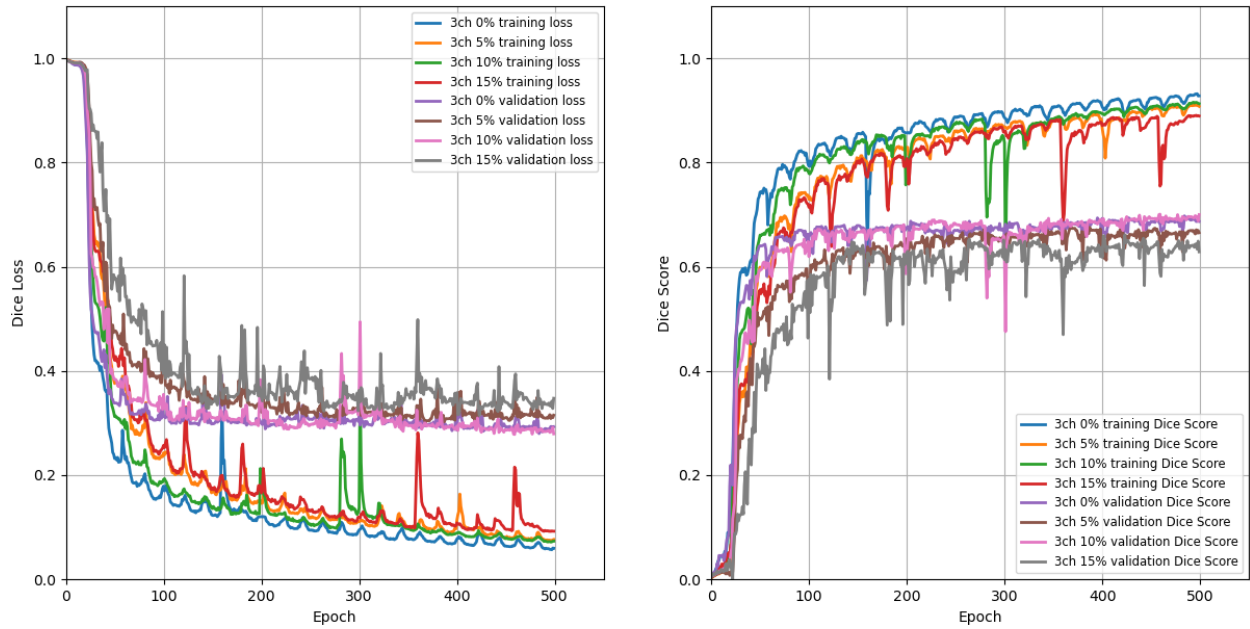 1.0
0.8
0.6
0.4
0.2
0.0
Dice Loss
0 100 200 300 400 500
Epoch
3ch 0% training loss
3ch 5% training loss
3ch 10% training loss
3ch 15% training loss
3ch 0% validation loss
3ch 5% validation loss
3ch 10% validation loss
3ch 15% validation loss
1.0
0.8
0.6
0.4
0.2
0.0
Dice Score
0 100 200 300 400 500
Epoch
3ch 0% training Dice Score
3ch 5% training Dice Score
3ch 10% training Dice Score
3ch 15% training Dice Score
3ch 0% validation Dice Score
3ch 5% validation Dice Score
3ch 10% validation Dice Score
3ch 15% validation Dice Score